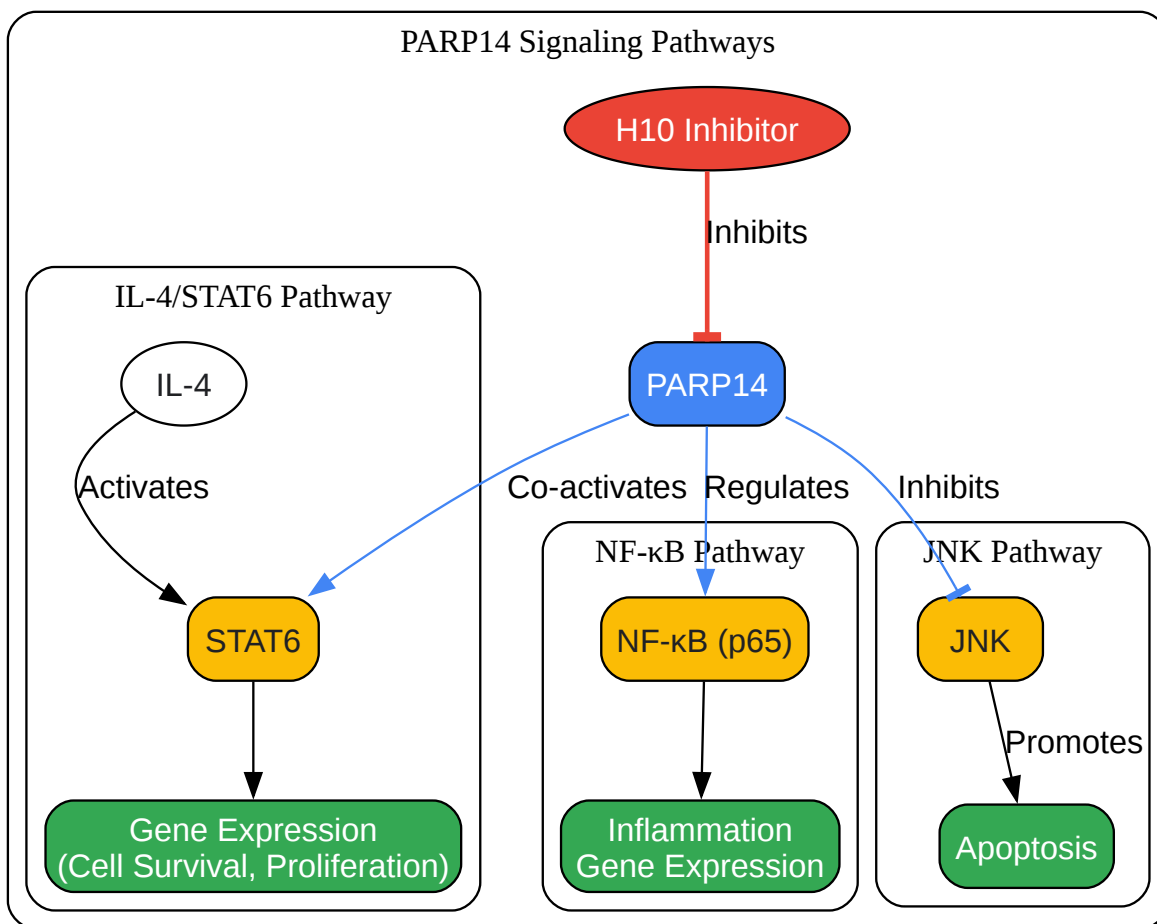 PARP14 Signaling Pathways
H10 Inhibitor
Inhibits
IL-4/STAT6 Pathway
IL-4
PARP14
Activates
Co-activates
Regulates
Inhibits
NF-κB Pathway
JNK Pathway
STAT6
NF-κB (p65)
JNK
Promotes
Gene Expression
(Cell Survival, Proliferation)
Inflammation
Gene Expression
Apoptosis